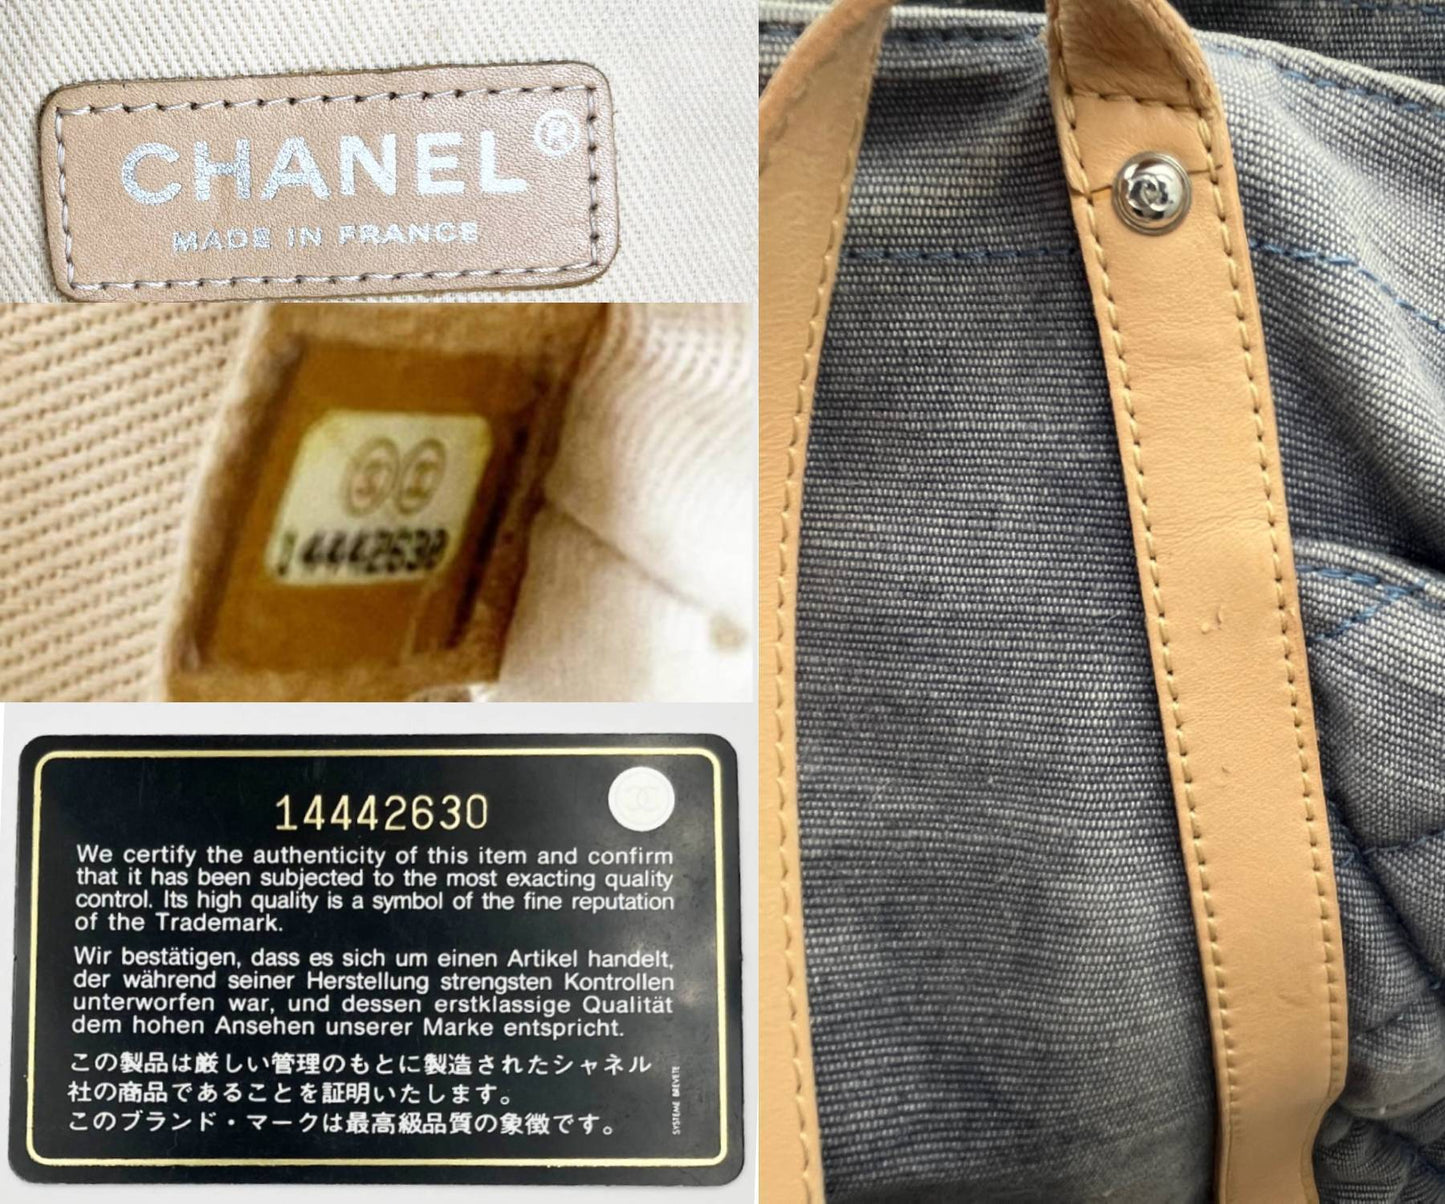 CHANEL®
MADE IN FRANCE
14442630
14442630
We certify the authenticity of this item and confirm
that it has been subjected to the most exacting quality
control. Its high quality is a symbol of the fine reputation
of the Trademark.
Wir bestätigen, dass es sich um einen Artikel handelt,
der während seiner Herstellung strengsten Kontrollen
unterworfen war, und dessen erstklassige Qualität
dem hohen Ansehen unserer Marke entspricht.
この製品は厳しい管理のもとに製造されたシャネル
社の商品であることを証明いたします。
このブランド・マークは最高級品質の象徴です。
SYSTEME BREVETE